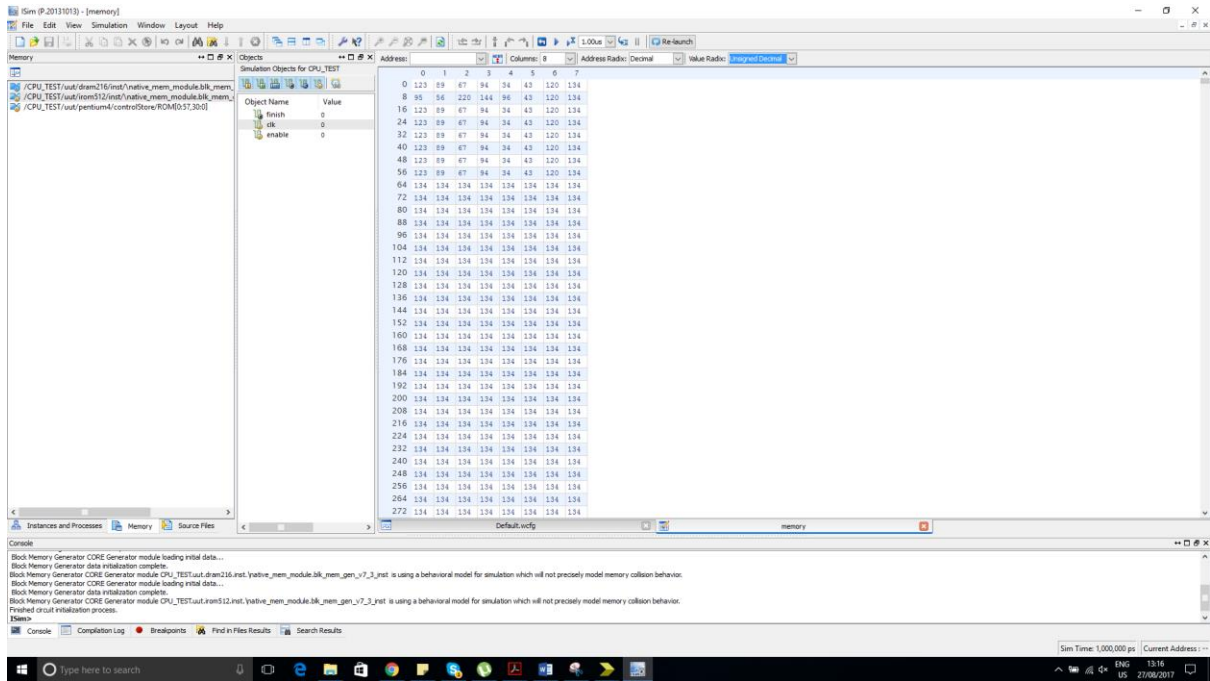 ISim (P.20131013) - [memory]
File Edit View Simulation Window Layout Help
1.00us Re-launch
Memory
/CPU_TEST/uut/dram216/inst/\native_mem_module.blk_mem_
/CPU_TEST/uut/irom512/inst/\native_mem_module.blk_mem_
/CPU_TEST/uut/pentium4/controlStore/ROM[0:57,30:0]
Instances and Processes Memory Source Files
Objects
Simulation Objects for CPU_TEST
Object Name Value
finish 0
clk 0
enable 0
Address: Columns: 8 Address Radix: Decimal Value Radix: Unsigned Decimal
0 1 2 3 4 5 6 7
0 123 89 67 94 34 43 120 134
8 95 56 220 144 96 43 120 134
16 123 89 67 94 34 43 120 134
24 123 89 67 94 34 43 120 134
32 123 89 67 94 34 43 120 134
40 123 89 67 94 34 43 120 134
48 123 89 67 94 34 43 120 134
56 123 89 67 94 34 43 120 134
64 134 134 134 134 134 134 134 134
72 134 134 134 134 134 134 134 134
80 134 134 134 134 134 134 134 134
88 134 134 134 134 134 134 134 134
96 134 134 134 134 134 134 134 134
104 134 134 134 134 134 134 134 134
112 134 134 134 134 134 134 134 134
120 134 134 134 134 134 134 134 134
128 134 134 134 134 134 134 134 134
136 134 134 134 134 134 134 134 134
144 134 134 134 134 134 134 134 134
152 134 134 134 134 134 134 134 134
160 134 134 134 134 134 134 134 134
168 134 134 134 134 134 134 134 134
176 134 134 134 134 134 134 134 134
184 134 134 134 134 134 134 134 134
192 134 134 134 134 134 134 134 134
200 134 134 134 134 134 134 134 134
208 134 134 134 134 134 134 134 134
216 134 134 134 134 134 134 134 134
224 134 134 134 134 134 134 134 134
232 134 134 134 134 134 134 134 134
240 134 134 134 134 134 134 134 134
248 134 134 134 134 134 134 134 134
256 134 134 134 134 134 134 134 134
264 134 134 134 134 134 134 134 134
272 134 134 134 134 134 134 134 134
Default.wcfg memory
Console
Block Memory Generator CORE Generator module loading initial data...
Block Memory Generator data initialization complete.
Block Memory Generator CORE Generator module CPU_TEST.uut.dram216.inst.\native_mem_module.blk_mem_gen_v7_3_inst is using a behavioral model for simulation which will not precisely model memory collision behavior.
Block Memory Generator CORE Generator module loading initial data...
Block Memory Generator data initialization complete.
Block Memory Generator CORE Generator module CPU_TEST.uut.irom512.inst.\native_mem_module.blk_mem_gen_v7_3_inst is using a behavioral model for simulation which will not precisely model memory collision behavior.
Finished circuit initialization process.
ISim>
Console Compilation Log Breakpoints Find in Files Results Search Results
Sim Time: 1,000,000 ps Current Address : --
Type here to search
ENG 13:16
US 27/08/2017